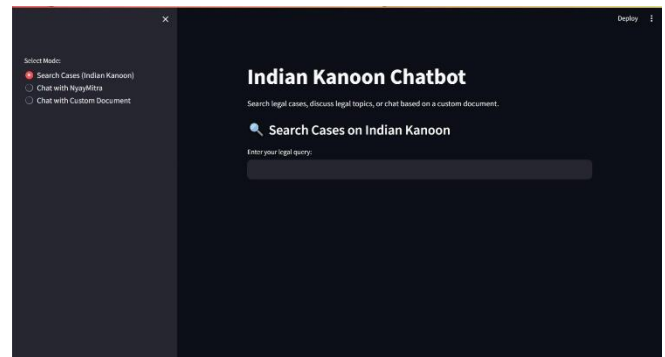 Deploy
Select Mode:
Search Cases (Indian Kanoon)
Chat with NyayMitra
Chat with Custom Document
Indian Kanoon Chatbot
Search legal cases, discuss legal topics, or chat based on a custom document.
Search Cases on Indian Kanoon
Enter your legal query: